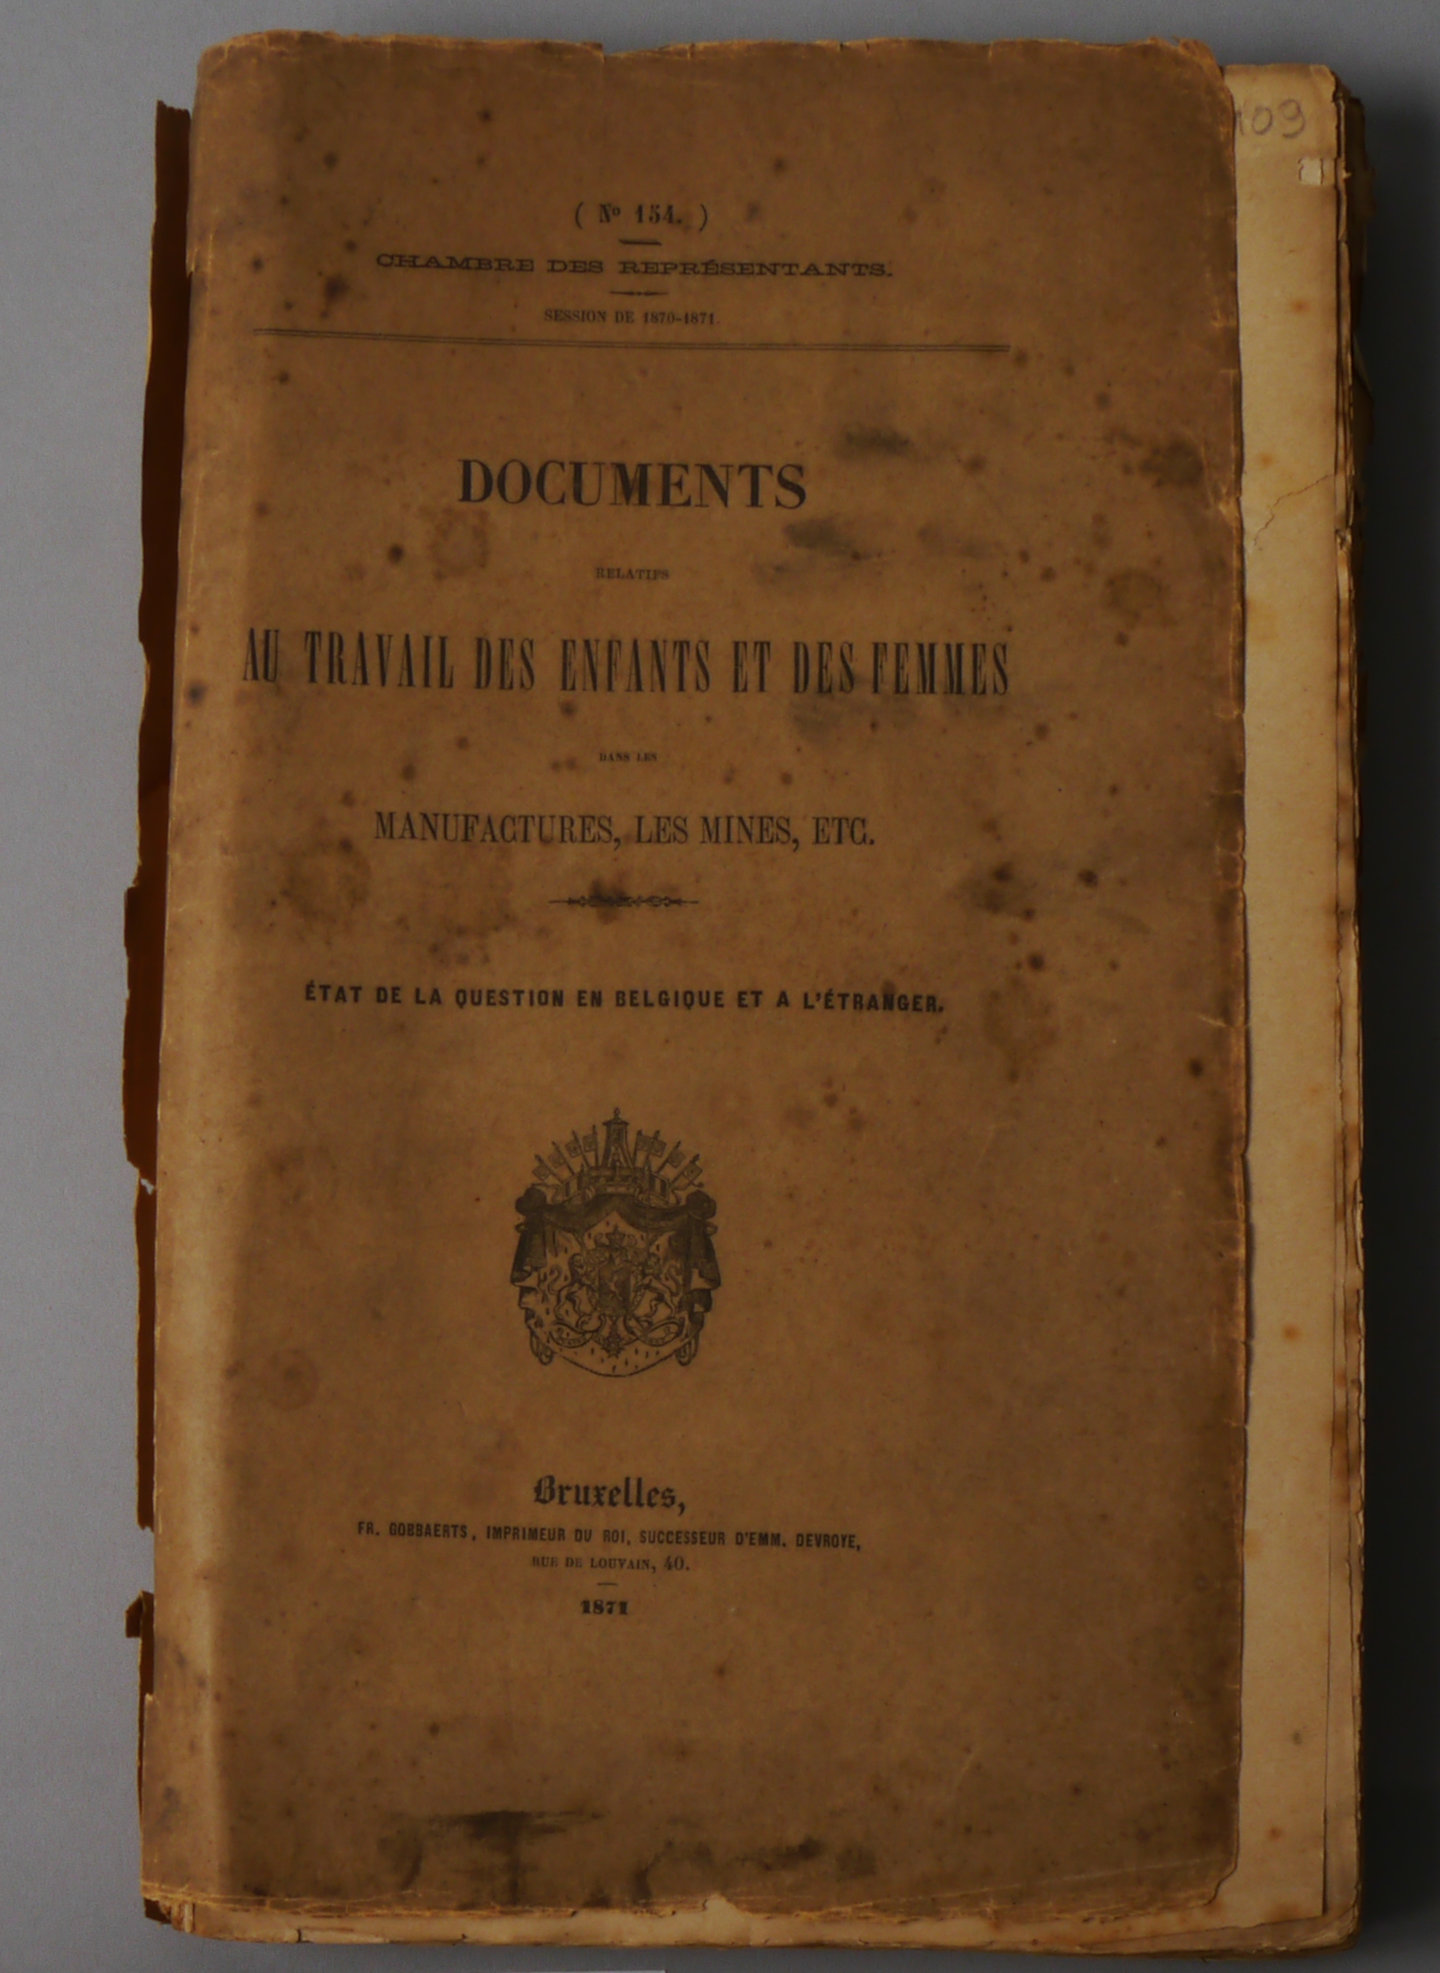 109
( Nº 154. )
CHAMBRE DES REPRÉSENTANTS.
SESSION DE 1870-1871.
DOCUMENTS
RELATIFS
AU TRAVAIL DES ENFANTS ET DES FEMMES
DANS LES
MANUFACTURES, LES MINES, ETC.
ÉTAT DE LA QUESTION EN BELGIQUE ET A L'ÉTRANGER.
Bruxelles,
FR. GOBBAERTS, IMPRIMEUR DU ROI, SUCCESSEUR D'EMM. DEVROYE,
RUE DE LOUVAIN, 40.
1871